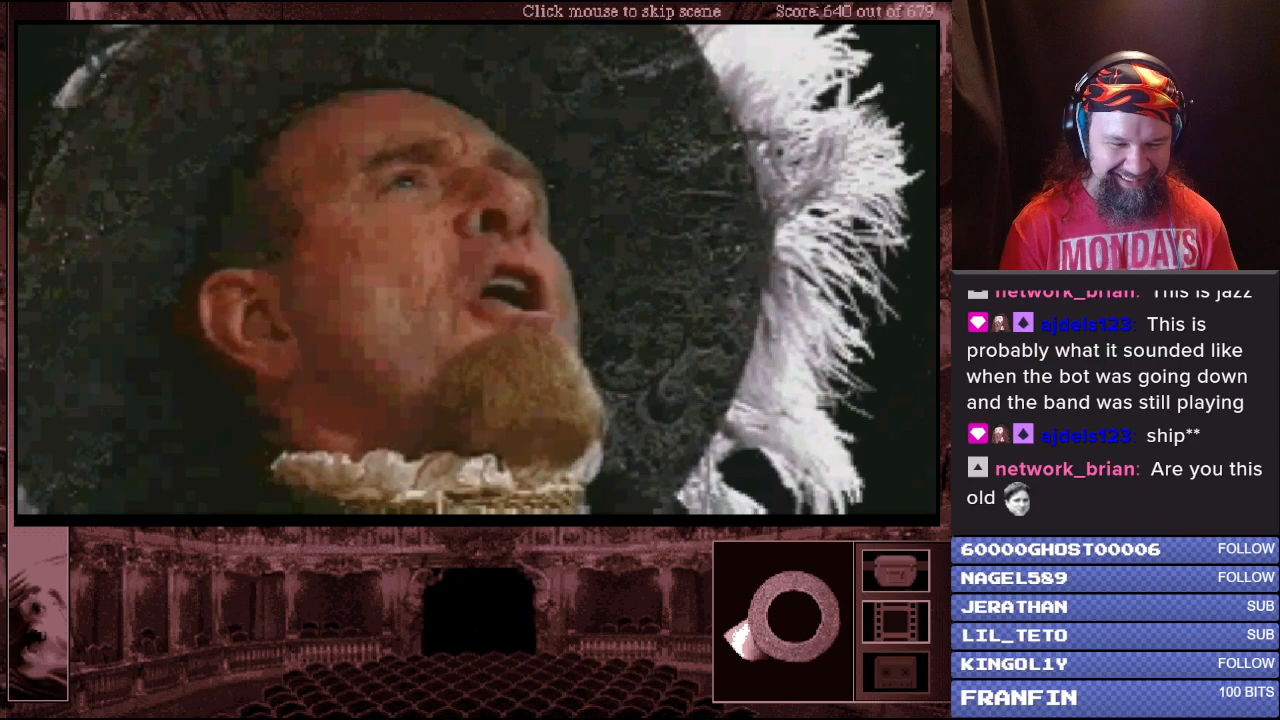 Click mouse to skip scene
Score: 640 out of 679
MONDAYS
network_brian: This is jazz
ajdels123: This is
probably what it sounded like
when the bot was going down
and the band was still playing
ajdels123: ship**
network_brian: Are you this
old
60000GHOST00006 FOLLOW
NAGEL589 FOLLOW
JERATHAN SUB
LIL_TETO SUB
KINGOL1Y FOLLOW
FRANFIN 100 BITS